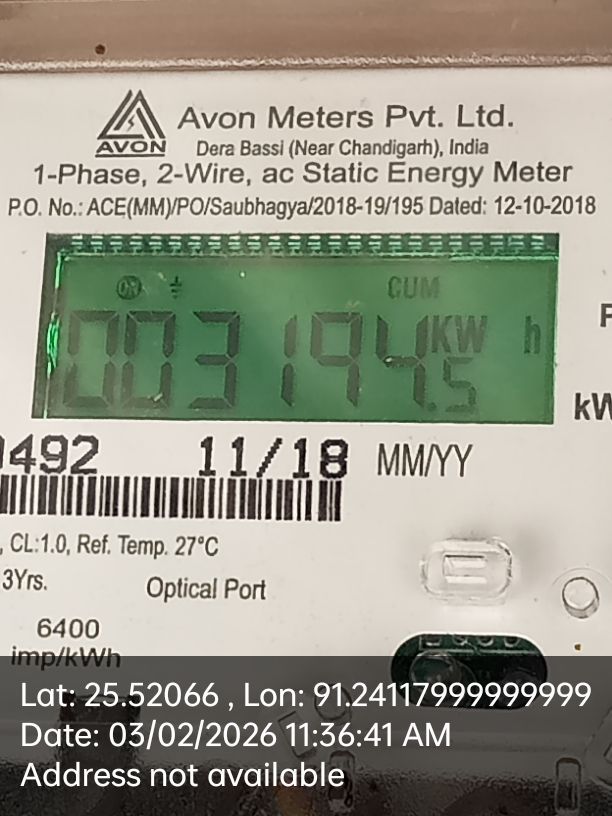 AVON
Avon Meters Pvt. Ltd.
Dera Bassi (Near Chandigarh), India
1-Phase, 2-Wire, ac Static Energy Meter
P.O. No.: ACE(MM)/PO/Saubhagya/2018-19/195 Dated: 12-10-2018
CUM
003194.5 KW h
492 11/18 MM/YY
, CL:1.0, Ref. Temp. 27°C
3Yrs. Optical Port
6400
imp/kWh
Lat: 25.52066 , Lon: 91.24117999999999
Date: 03/02/2026 11:36:41 AM
Address not available